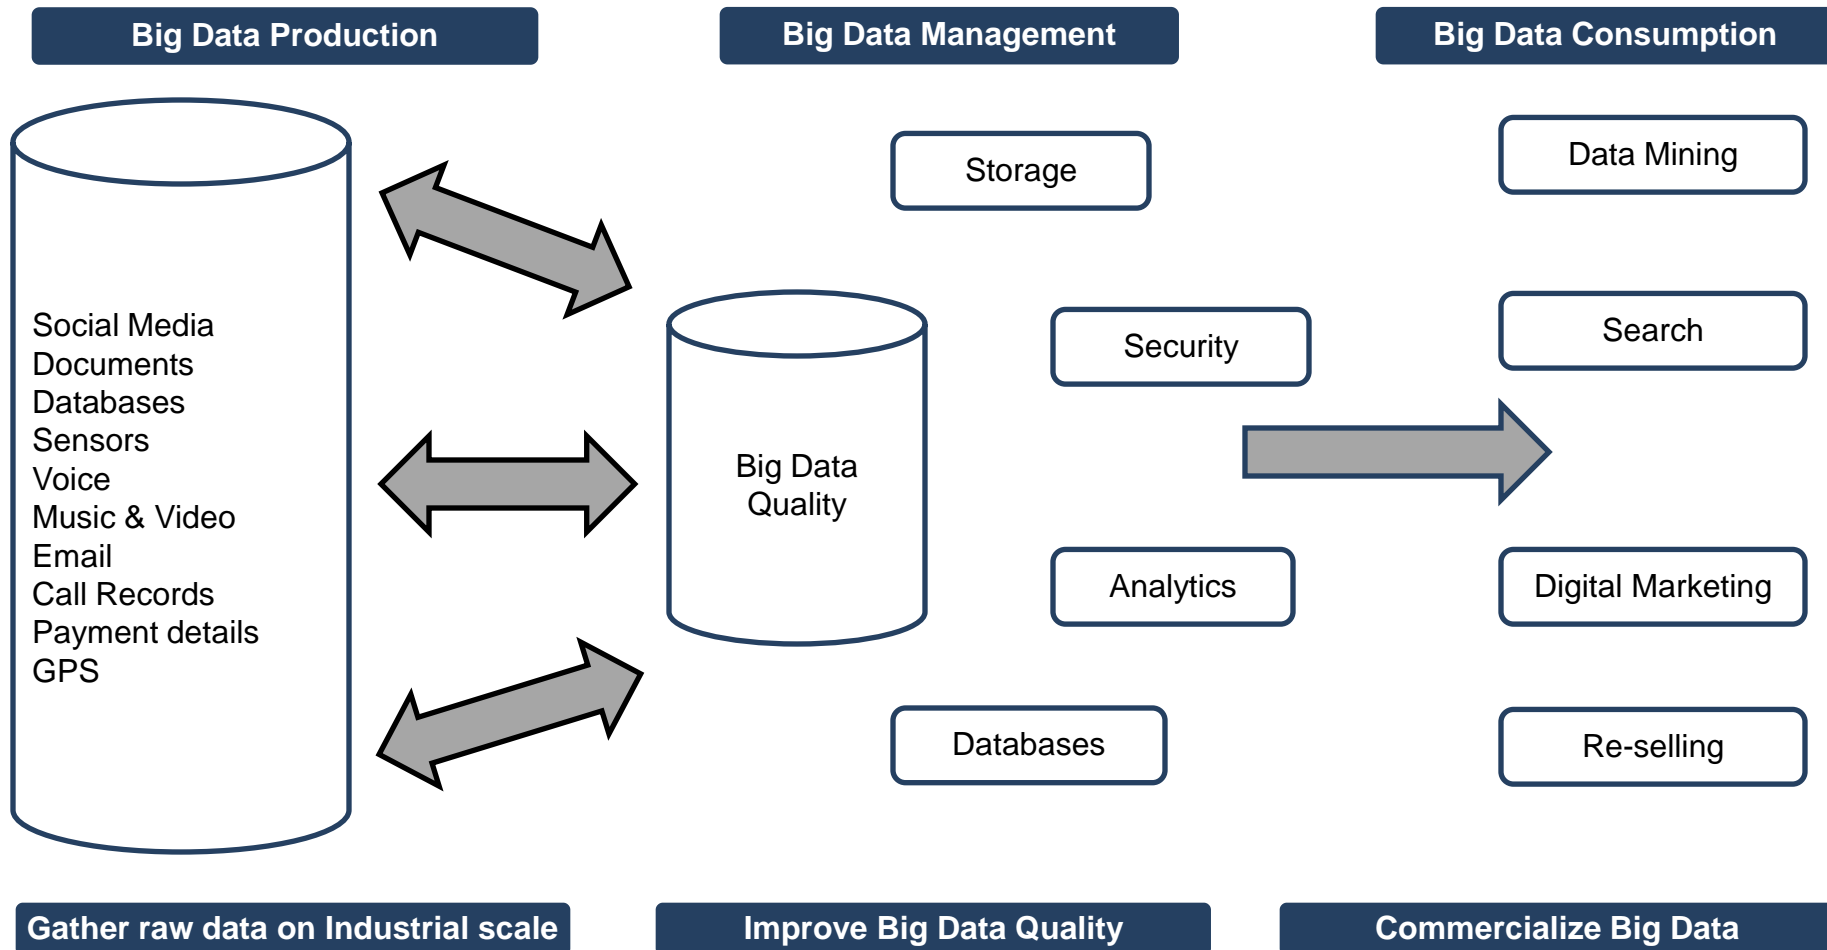 Big Data Production
Big Data Management
Big Data Consumption
Social Media
Documents
Databases
Sensors
Voice
Music & Video
Email
Call Records
Payment details
GPS
Storage
Security
Big Data
Quality
Analytics
Databases
Data Mining
Search
Digital Marketing
Re-selling
Gather raw data on Industrial scale
Improve Big Data Quality
Commercialize Big Data